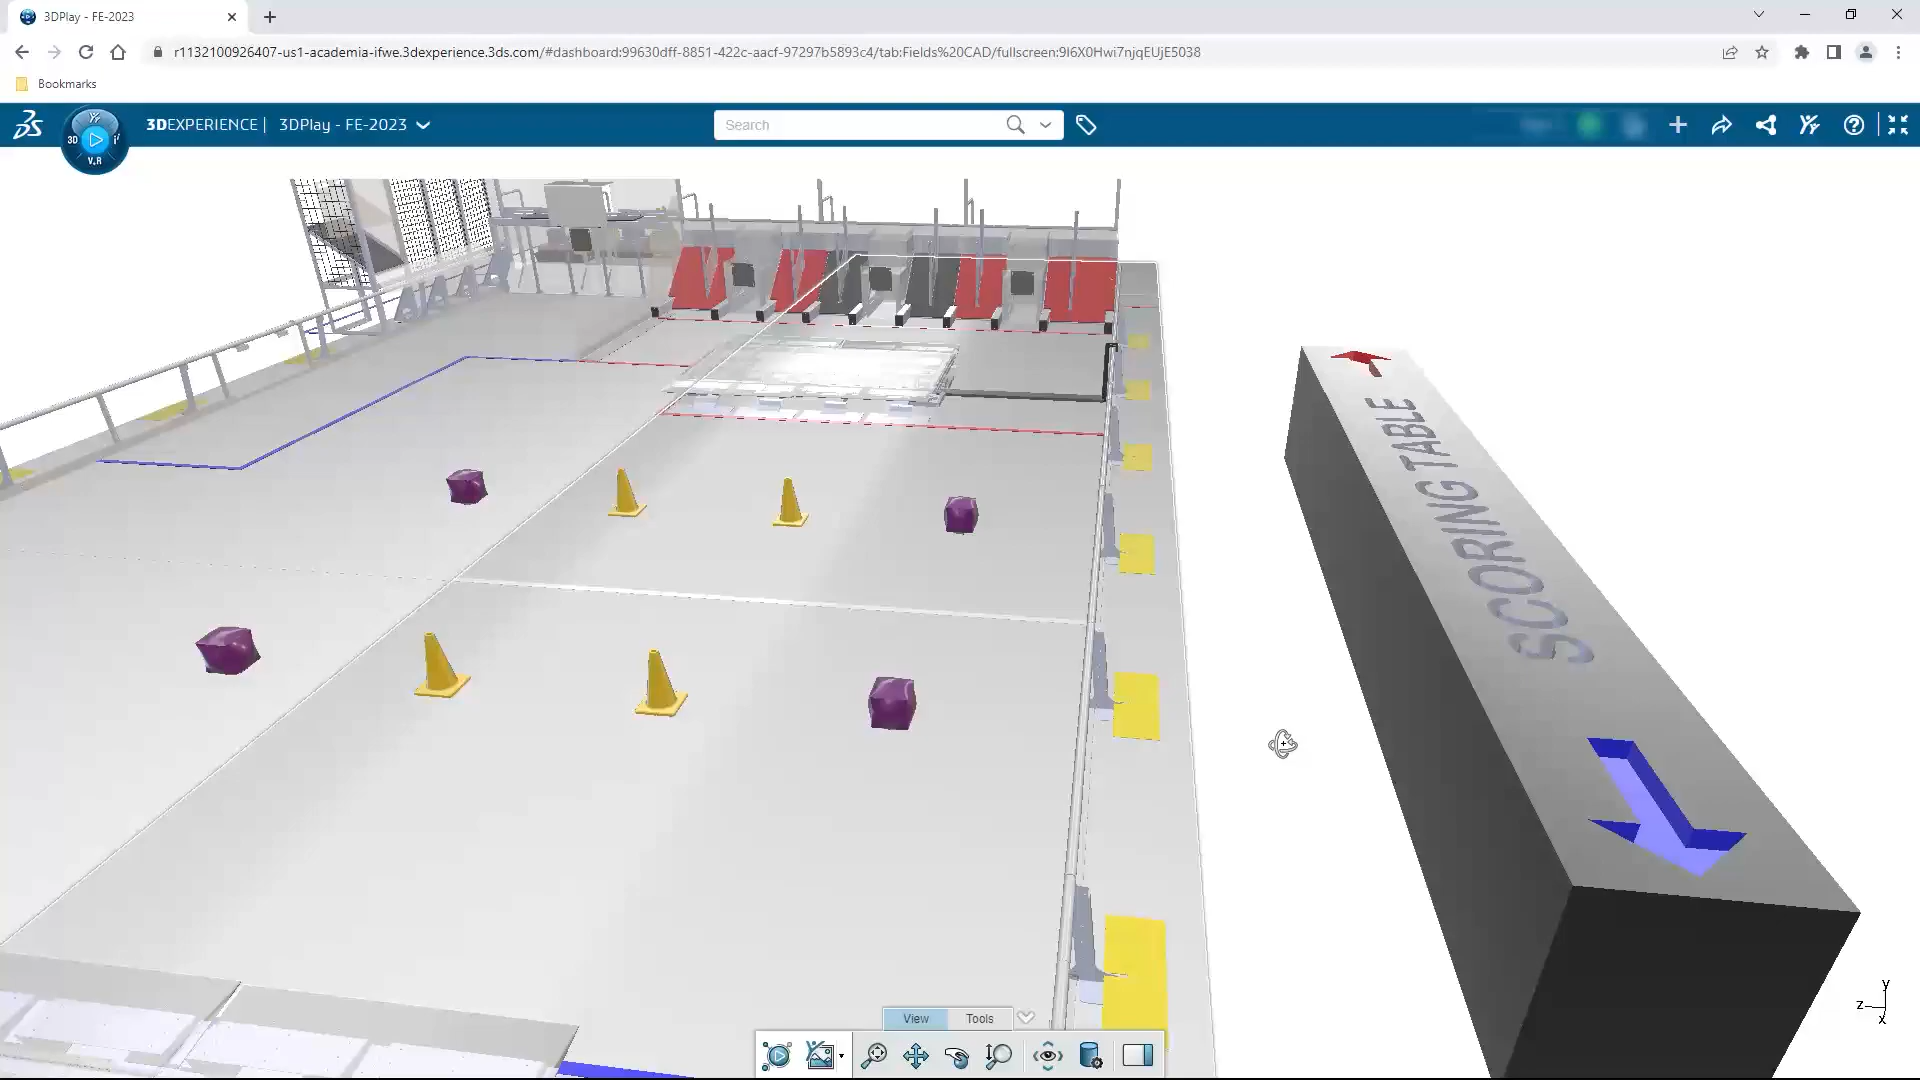 3DPlay - FE-2023
r1132100926407-us1-academia-ifwe.3dexperience.3ds.com/#dashboard:99630dff-8851-422c-aacf-97297b5893c4/tab:Fields%20CAD/fullscreen:9I6X0Hwi7njqEUjE5038
Bookmarks
3DEXPERIENCE | 3DPlay - FE-2023
Search
3D
V.R
SCORING TABLE
View
Tools
y
z
x